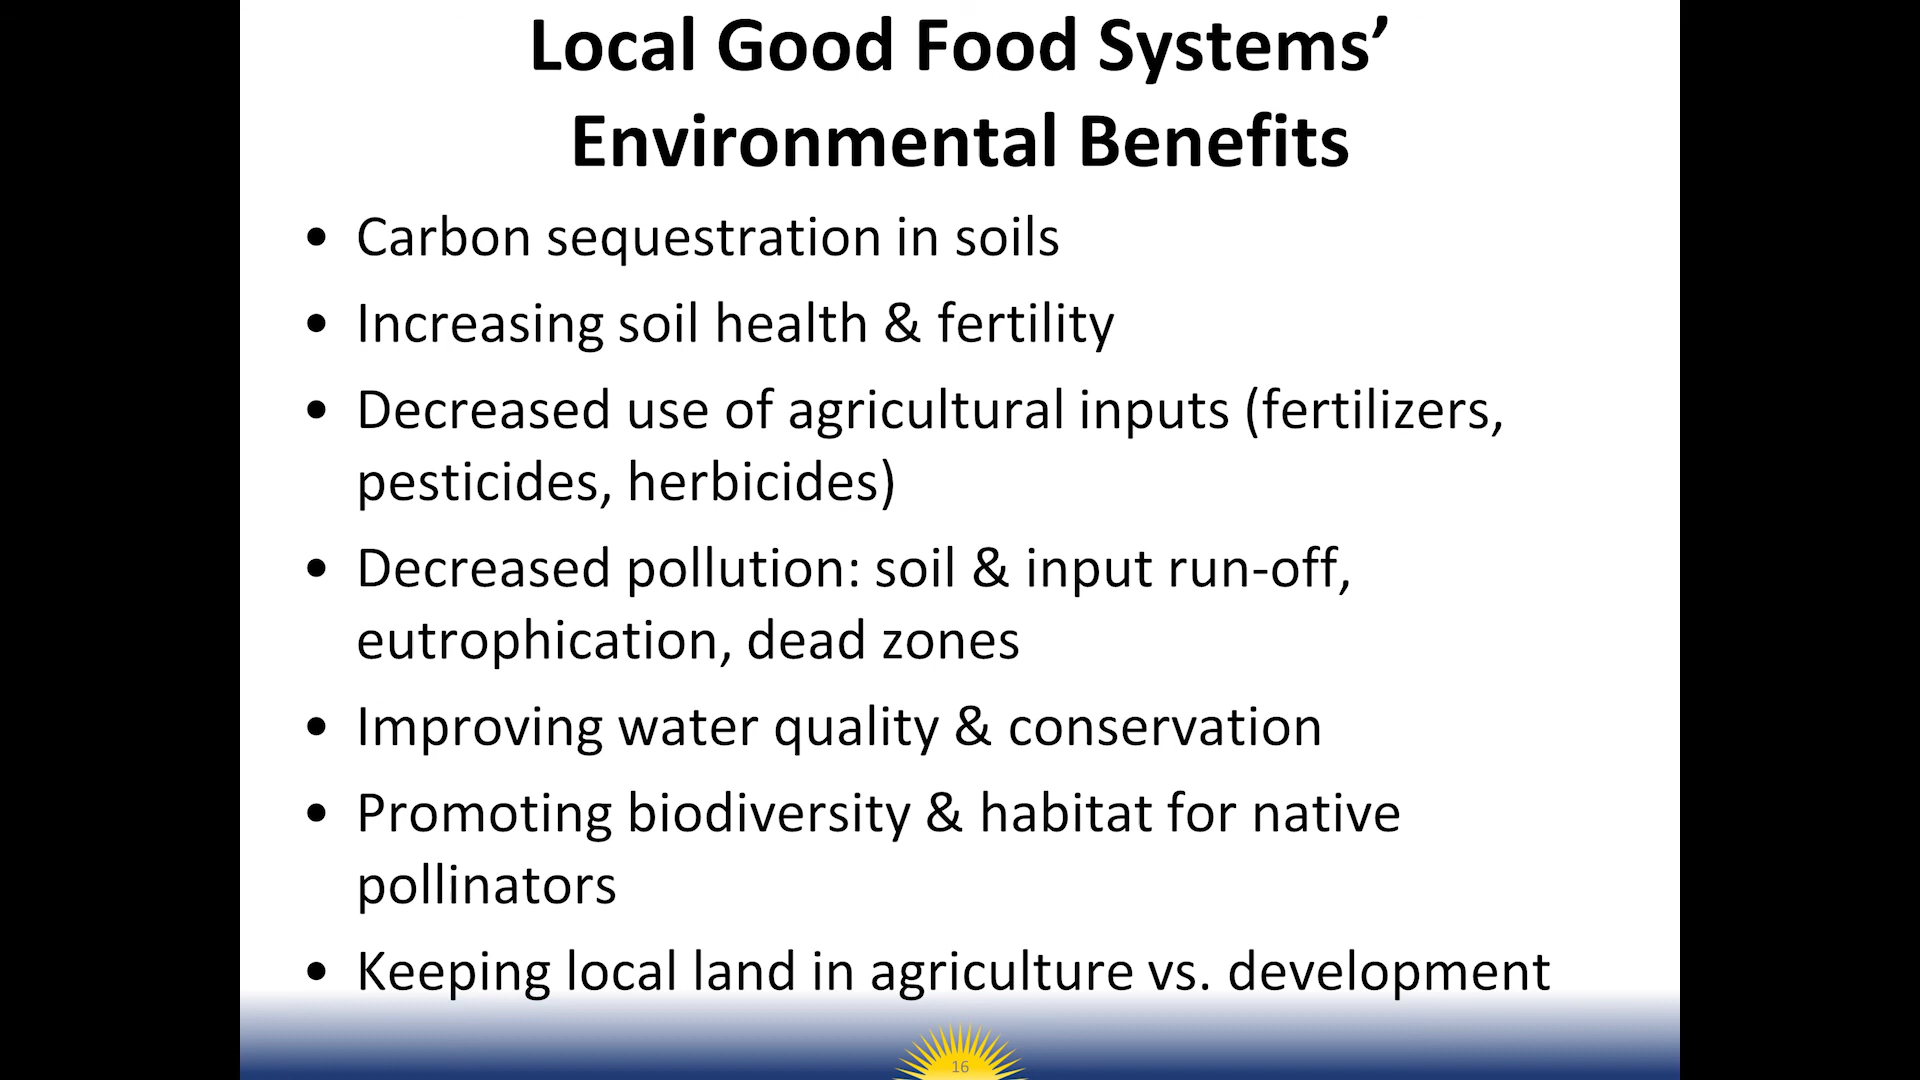 Local Good Food Systems’
Environmental Benefits
• Carbon sequestration in soils
• Increasing soil health & fertility
• Decreased use of agricultural inputs (fertilizers,
pesticides, herbicides)
• Decreased pollution: soil & input run-off,
eutrophication, dead zones
• Improving water quality & conservation
• Promoting biodiversity & habitat for native
pollinators
• Keeping local land in agriculture vs. development
16